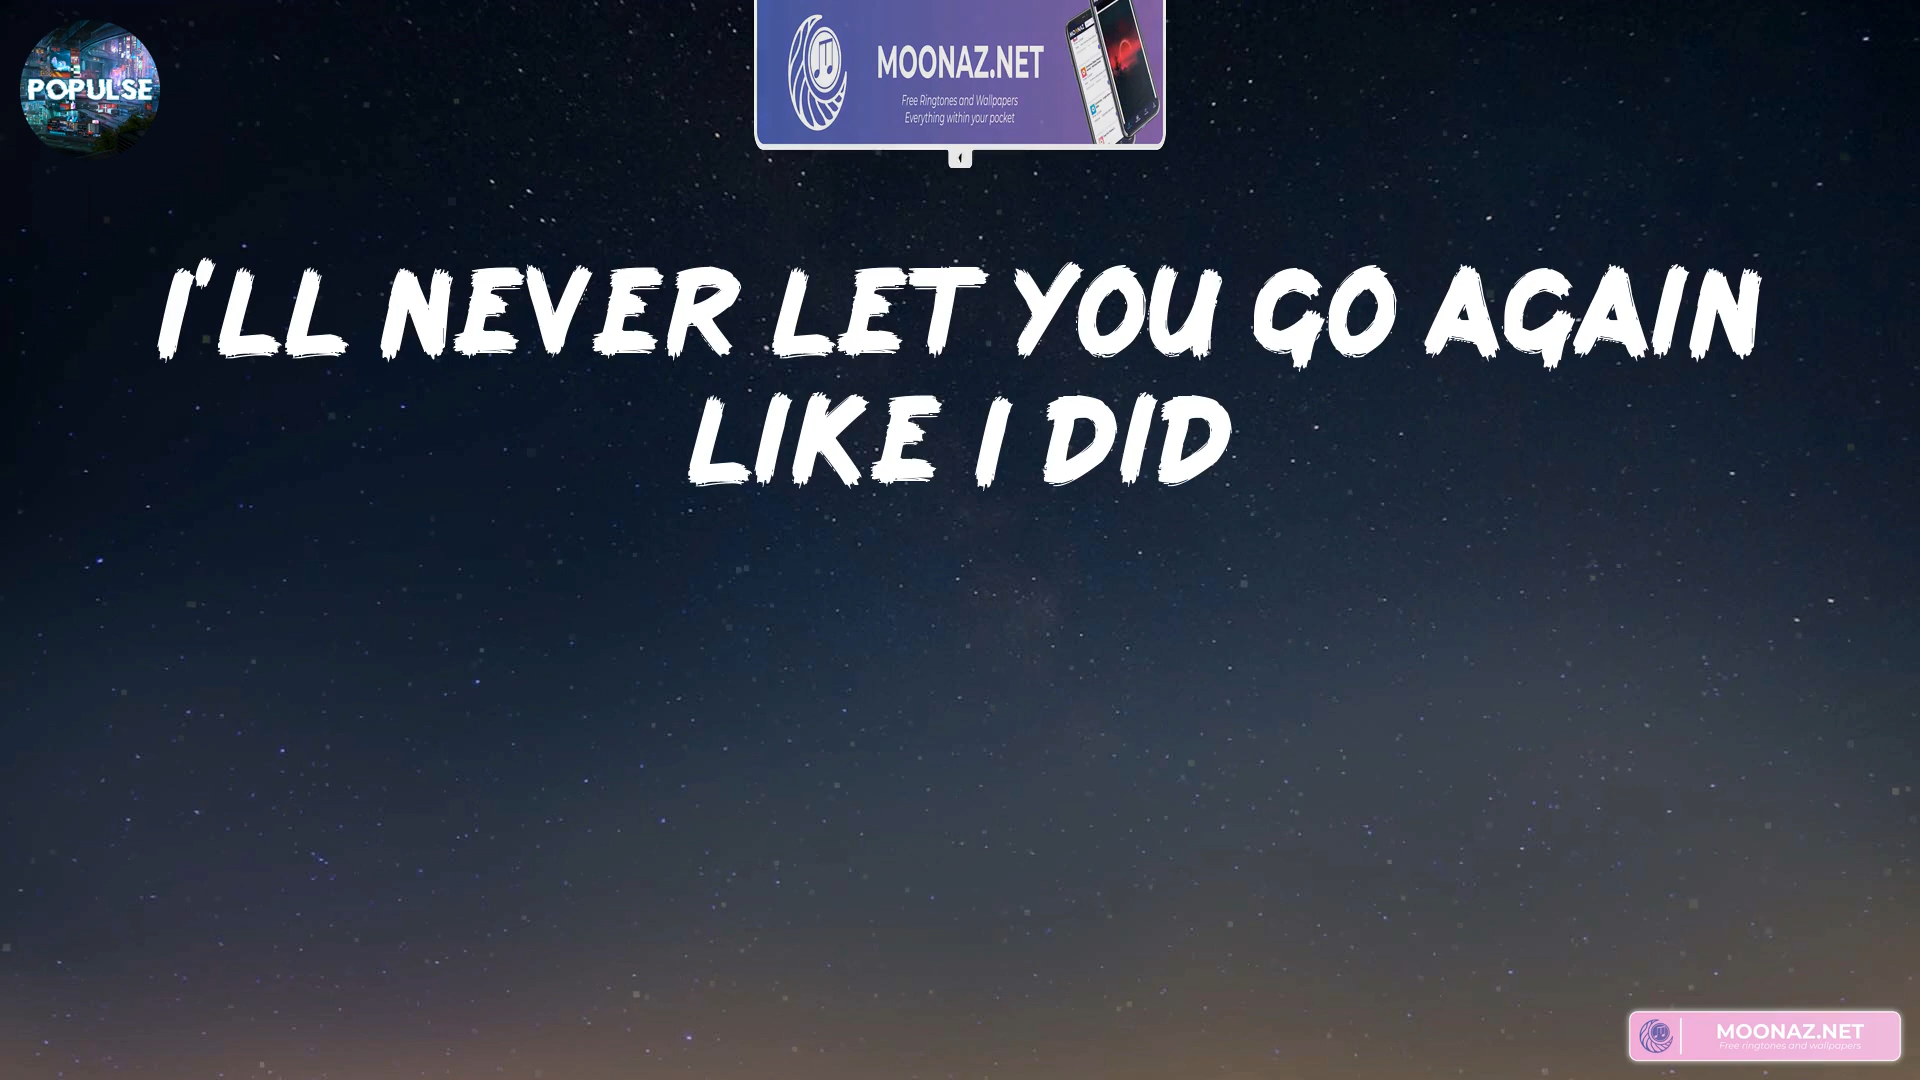 POPULSE
MOONAZ.NET
Free Ringtones and Wallpapers
Everything within your pocket
I'LL NEVER LET YOU GO AGAIN
LIKE I DID
MOONAZ.NET
Free ringtones and wallpapers